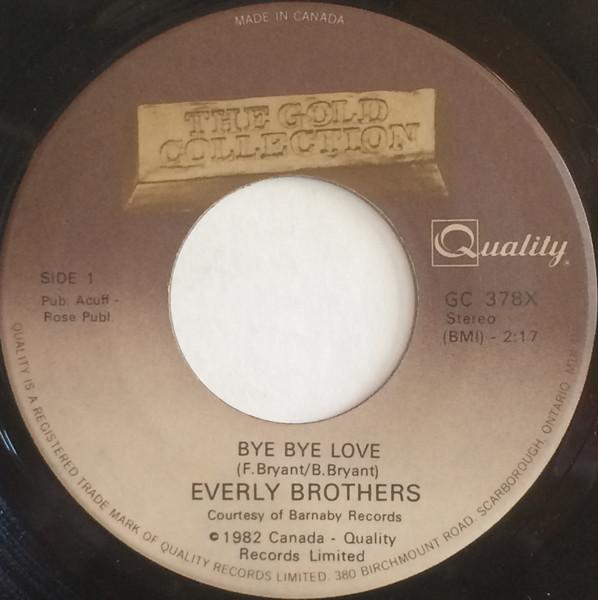 MADE IN CANADA
THE GOLD
COLLECTION
Quality
SIDE 1
Pub. Acuff -
Rose Publ.
GC 378X
Stereo
(BMI) - 2:17
BYE BYE LOVE
(F.Bryant/B.Bryant)
EVERLY BROTHERS
Courtesy of Barnaby Records
©1982 Canada - Quality
Records Limited
QUALITY IS A REGISTERED TRADE MARK OF QUALITY RECORDS LIMITED. 380 BIRCHMOUNT ROAD. SCARBOROUGH, ONTARIO